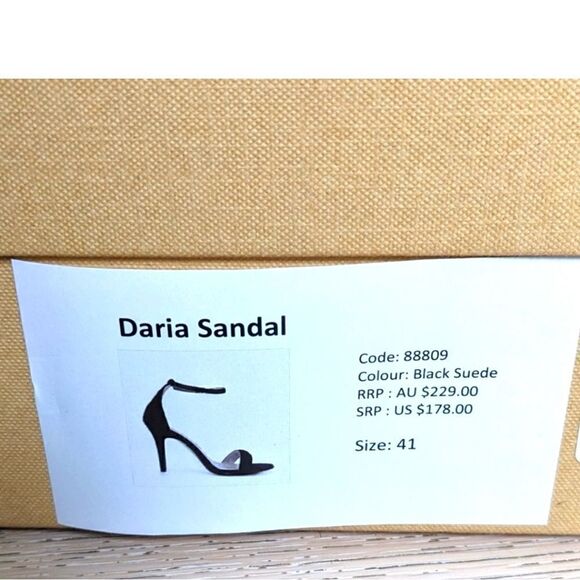 Daria Sandal
Code: 88809
Colour: Black Suede
RRP : AU $229.00
SRP : US $178.00
Size: 41